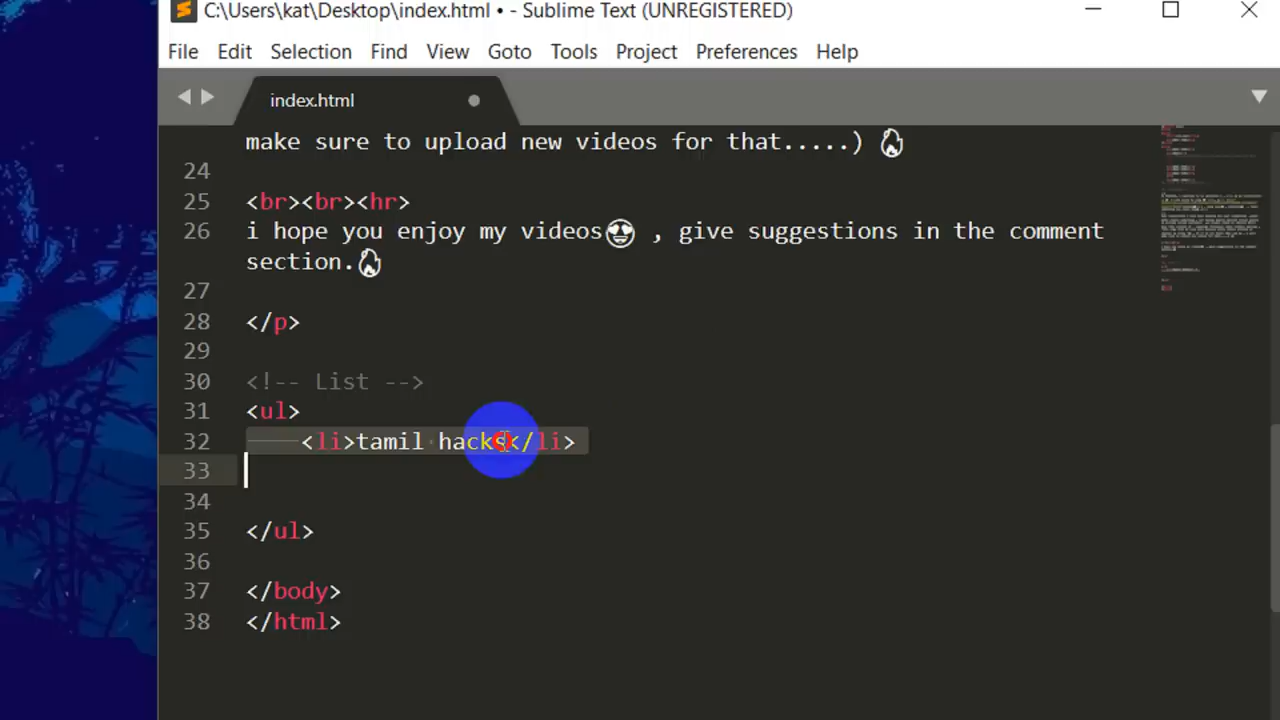 C:\Users\kat\Desktop\index.html • - Sublime Text (UNREGISTERED)
File Edit Selection Find View Goto Tools Project Preferences Help
index.html
make sure to upload new videos for that.....) 🔥
24
25 <br><br><hr>
26 i hope you enjoy my videos😍 , give suggestions in the comment
section.🔥
27
28 </p>
29
30 <!-- List -->
31 <ul>
32 <li>tamil hacks</li>
33
34
35 </ul>
36
37 </body>
38 </html>